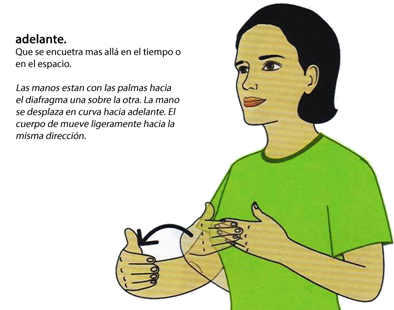 adelante.
Que se encuetra mas allá en el tiempo o
en el espacio.
Las manos estan con las palmas hacia
el diafragma una sobre la otra. La mano
se desplaza en curva hacia adelante. El
cuerpo de mueve ligeramente hacia la
misma dirección.